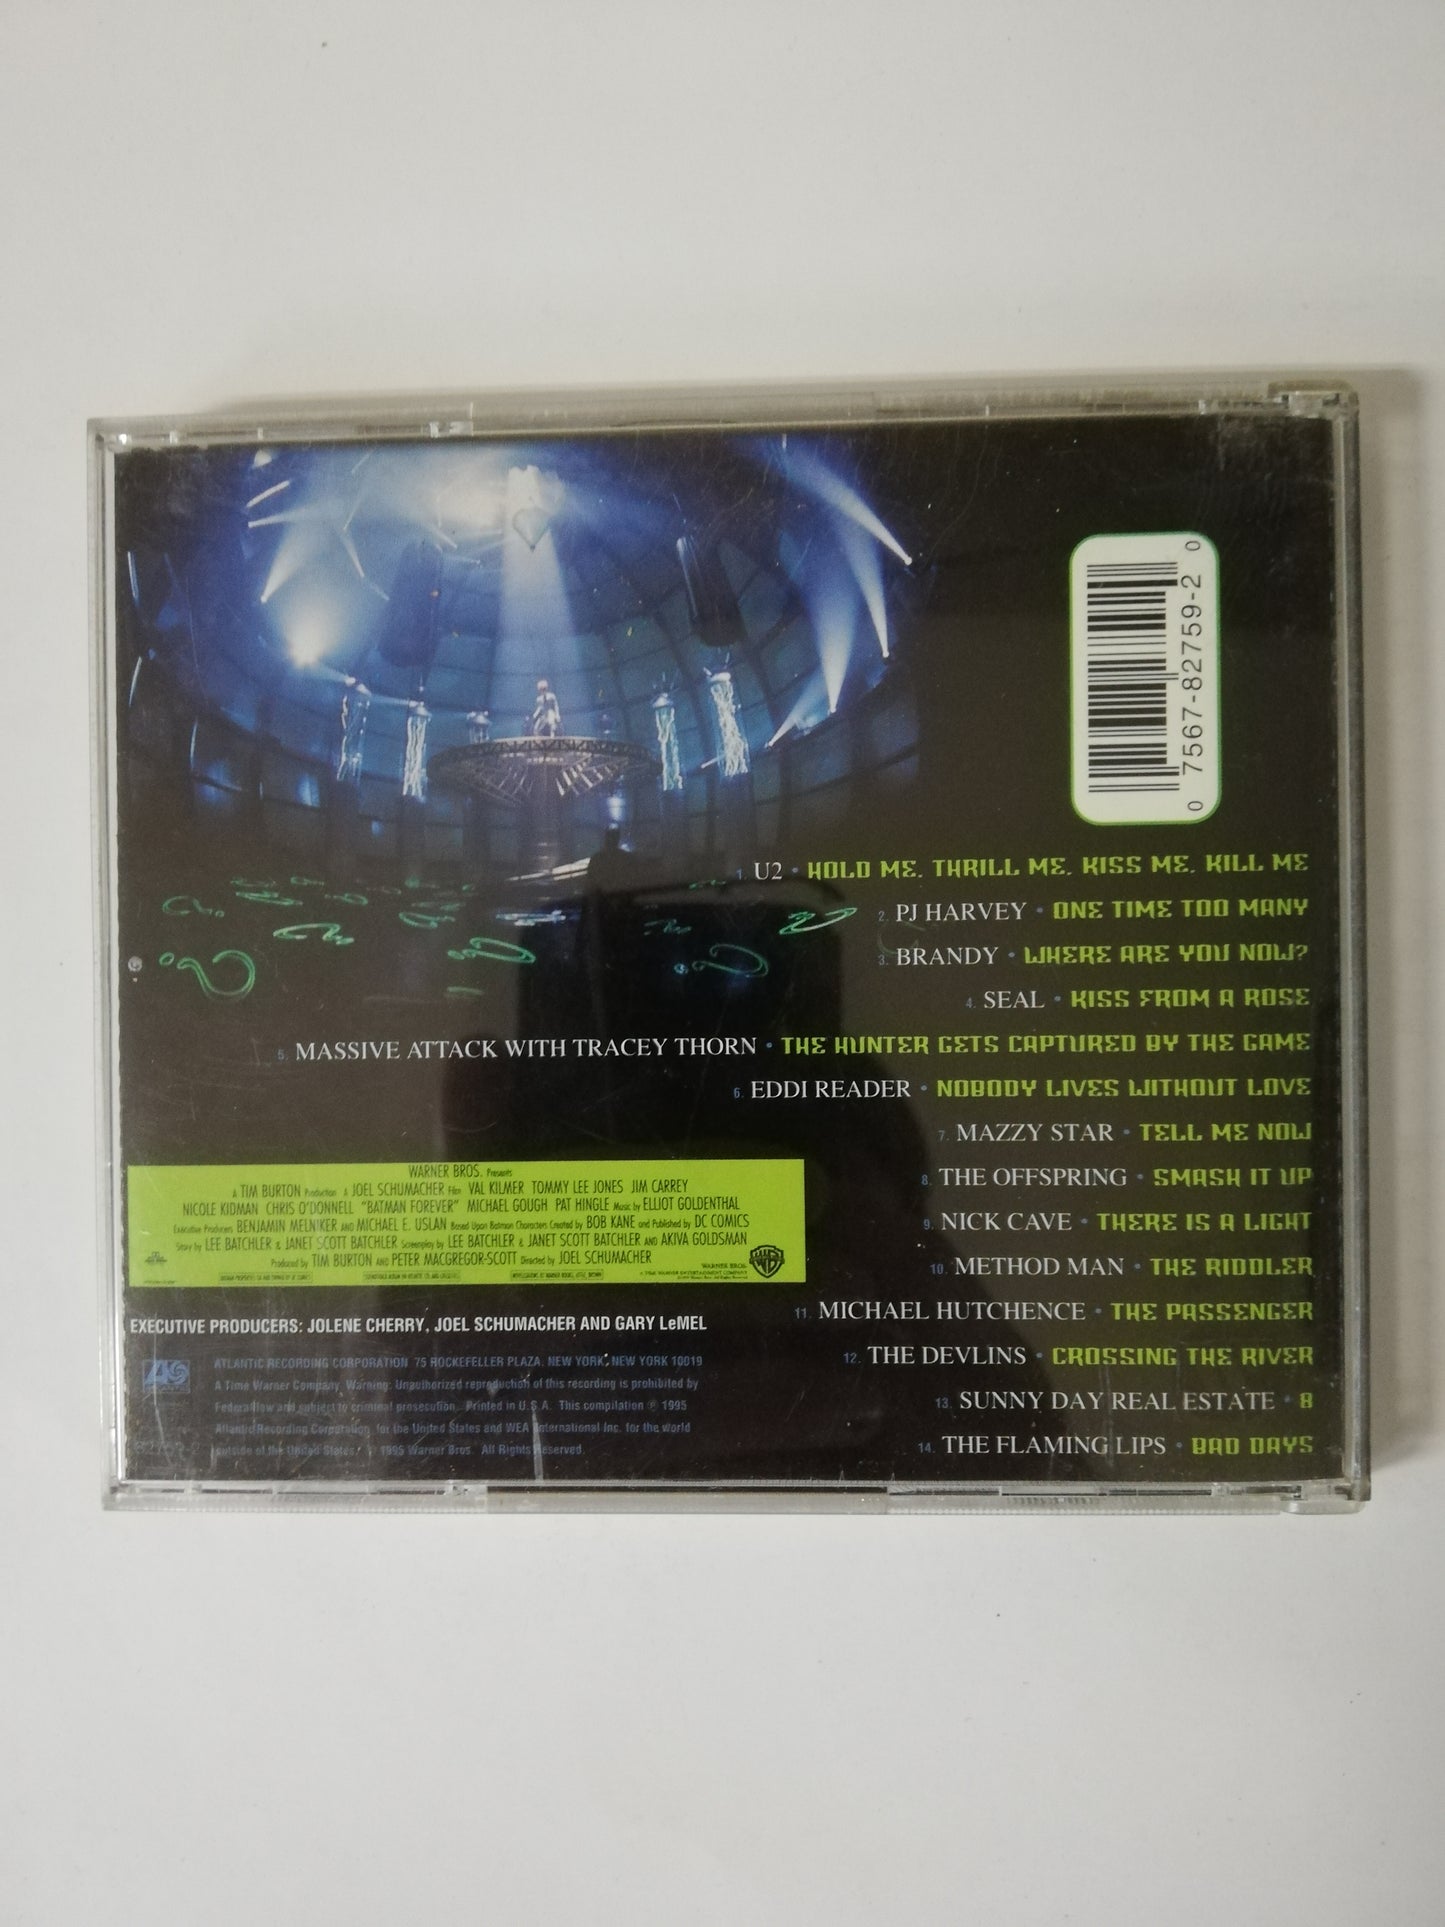 0 7567-82759-2 0
1. U2 • HOLD ME, THRILL ME, KISS ME, KILL ME
2. PJ HARVEY • ONE TIME TOO MANY
3. BRANDY • WHERE ARE YOU NOW?
4. SEAL • KISS FROM A ROSE
5. MASSIVE ATTACK WITH TRACEY THORN • THE HUNTER GETS CAPTURED BY THE GAME
6. EDDI READER • NOBODY LIVES WITHOUT LOVE
7. MAZZY STAR • TELL ME NOW
8. THE OFFSPRING • SMASH IT UP
9. NICK CAVE • THERE IS A LIGHT
10. METHOD MAN • THE RIDDLER
11. MICHAEL HUTCHENCE • THE PASSENGER
12. THE DEVLINS • CROSSING THE RIVER
13. SUNNY DAY REAL ESTATE • 8
14. THE FLAMING LIPS • BAD DAYS
WARNER BROS. Presents
A TIM BURTON Production A JOEL SCHUMACHER Film VAL KILMER TOMMY LEE JONES JIM CARREY
NICOLE KIDMAN CHRIS O'DONNELL "BATMAN FOREVER" MICHAEL GOUGH PAT HINGLE Music by ELLIOT GOLDENTHAL
Executive Producers BENJAMIN MELNIKER AND MICHAEL E. USLAN Based Upon Batman Characters Created by BOB KANE and Published by DC COMICS
Story by LEE BATCHLER & JANET SCOTT BATCHLER Screenplay by LEE BATCHLER & JANET SCOTT BATCHLER AND AKIVA GOLDSMAN
Produced by TIM BURTON AND PETER MACGREGOR-SCOTT Directed by JOEL SCHUMACHER
WARNER BROS.
A TIME WARNER ENTERTAINMENT COMPANY
EXECUTIVE PRODUCERS: JOLENE CHERRY, JOEL SCHUMACHER AND GARY LeMEL
ATLANTIC RECORDING CORPORATION 75 ROCKEFELLER PLAZA, NEW YORK, NEW YORK 10019
A Time Warner Company. Warning: Unauthorized reproduction of this recording is prohibited by
Federal law and subject to criminal prosecution. Printed in U.S.A. This compilation ℗ 1995
Atlantic Recording Corporation for the United States and WEA International Inc. for the world
outside of the United States. © 1995 Warner Bros. All Rights Reserved.
82759-2